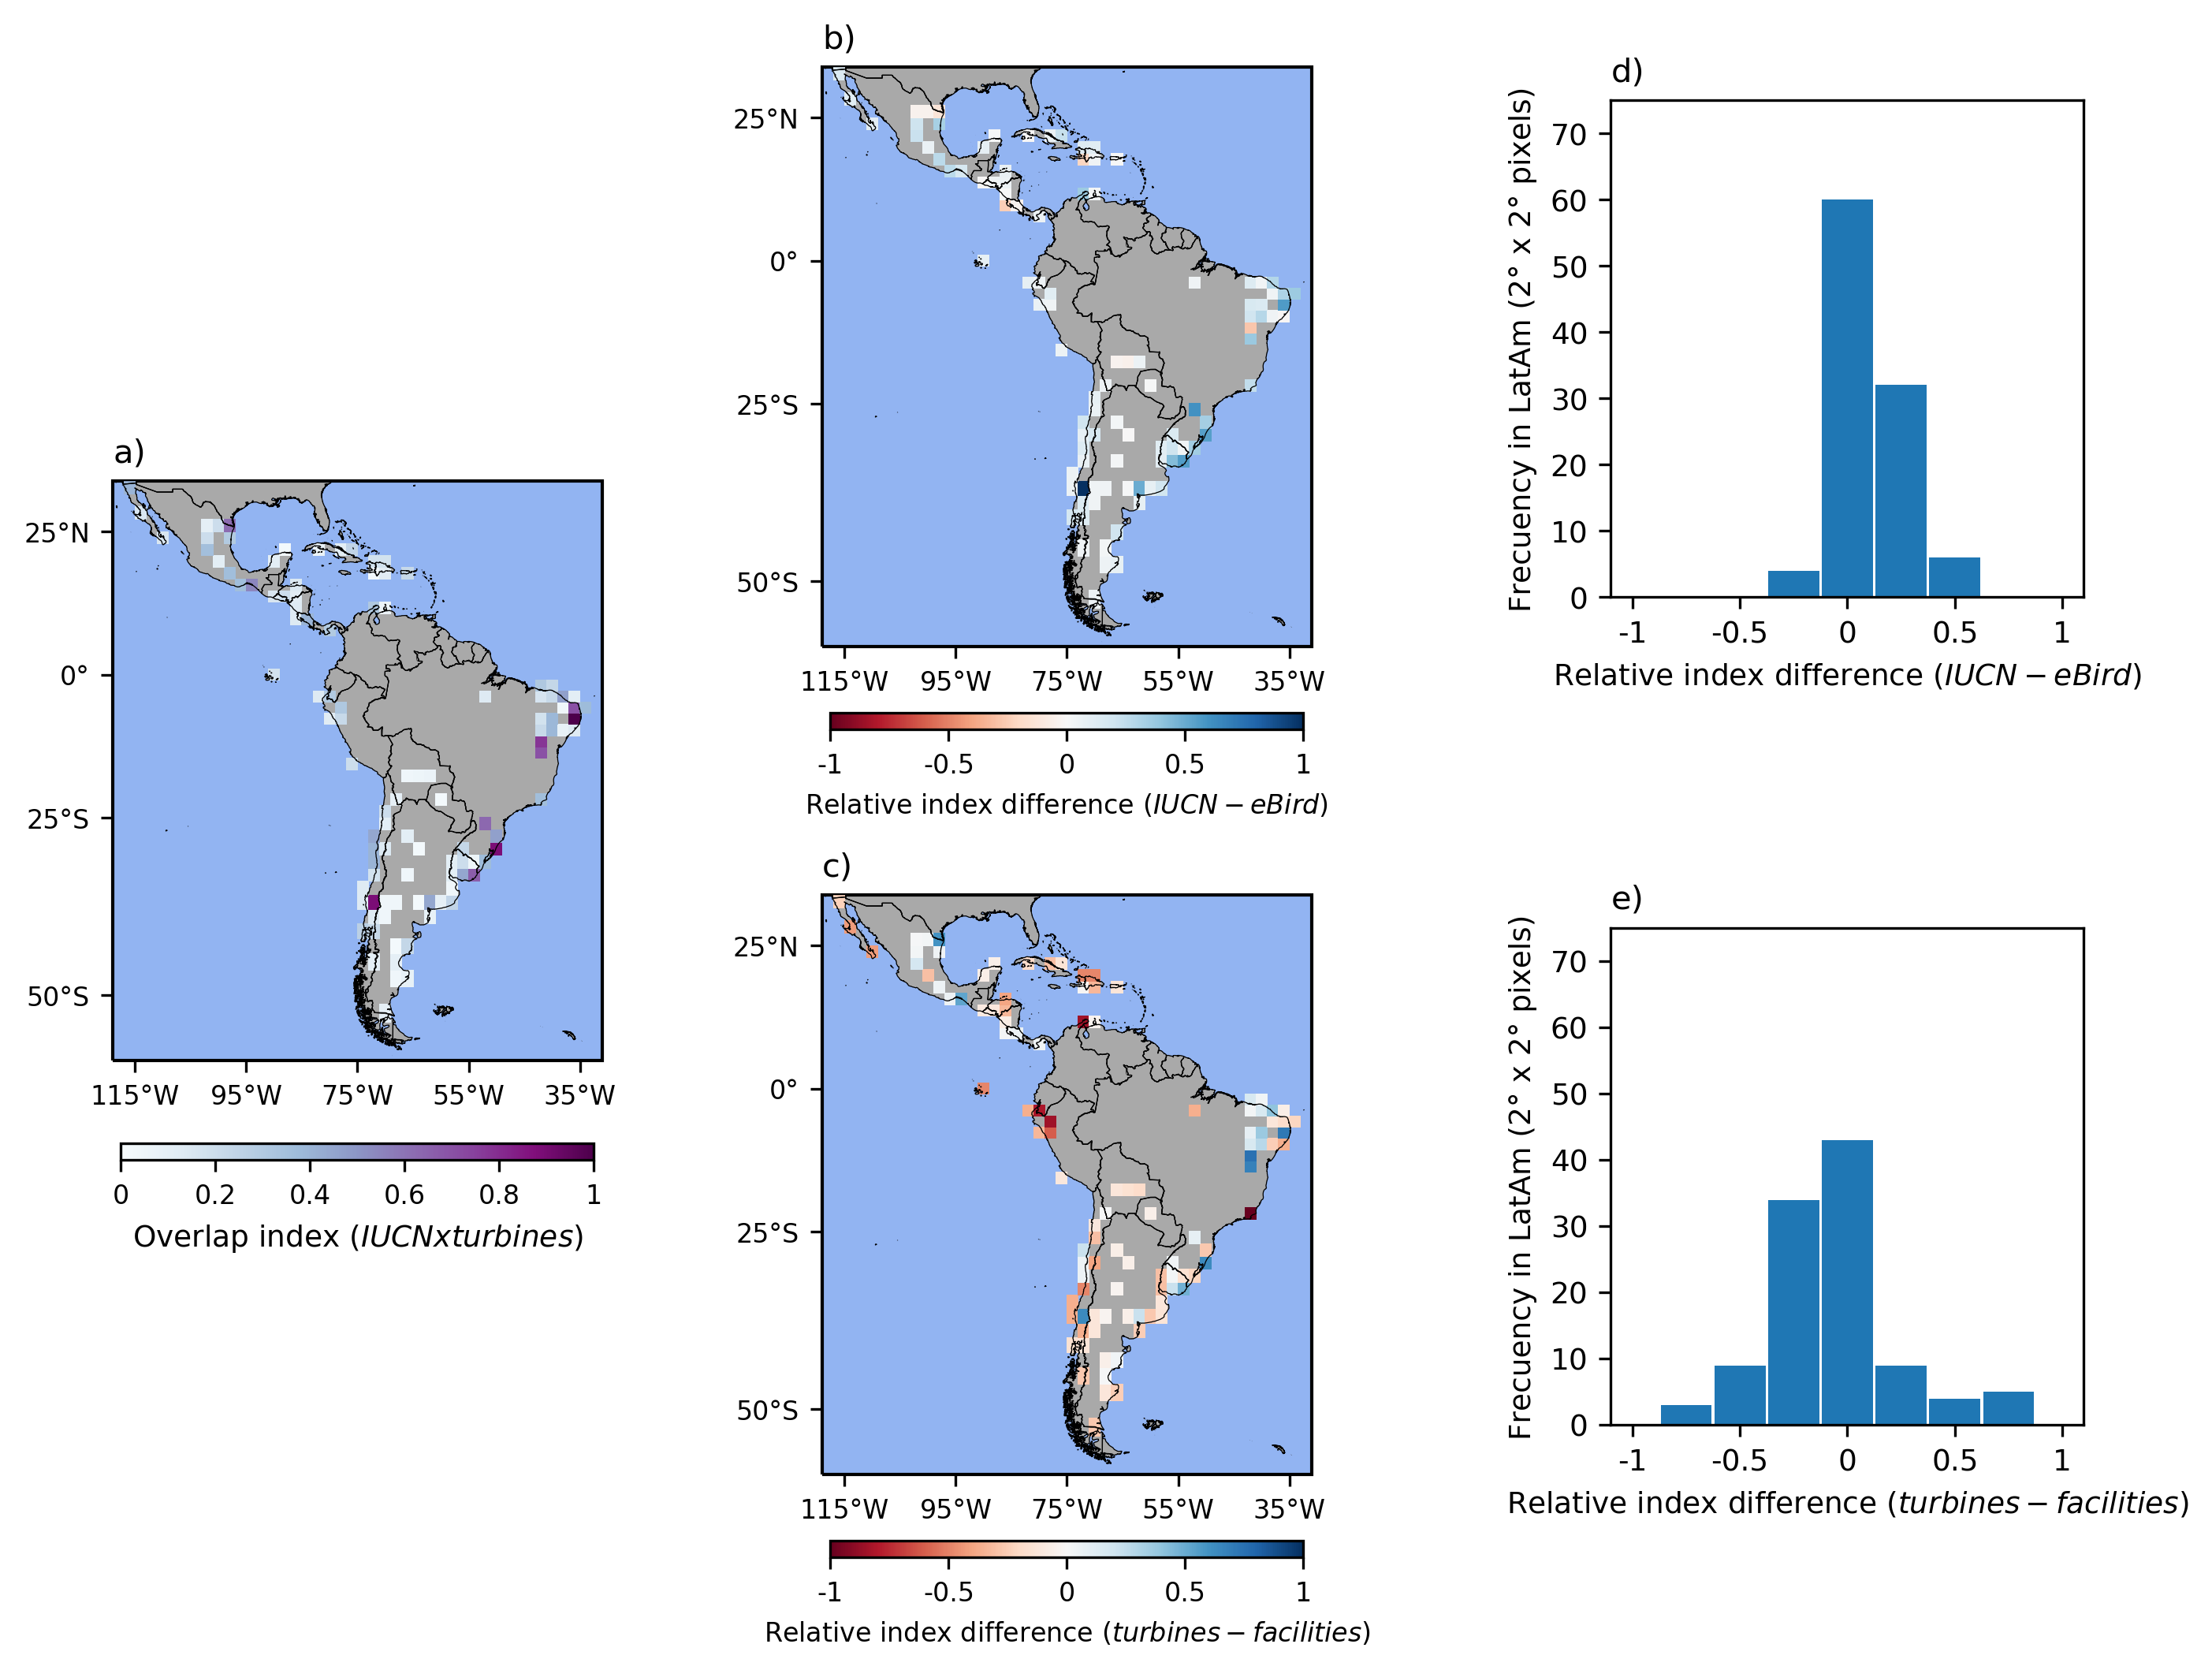 a)
25°N
0°
25°S
50°S
115°W 95°W 75°W 55°W 35°W
0 0.2 0.4 0.6 0.8 1
Overlap index (IUCNxturbines)
b)
25°N
0°
25°S
50°S
115°W 95°W 75°W 55°W 35°W
-1 -0.5 0 0.5 1
Relative index difference (IUCN − eBird)
c)
25°N
0°
25°S
50°S
115°W 95°W 75°W 55°W 35°W
-1 -0.5 0 0.5 1
Relative index difference (turbines − facilities)
d)
Frecuency in LatAm (2° x 2° pixels)
70
60
50
40
30
20
10
0
-1 -0.5 0 0.5 1
Relative index difference (IUCN − eBird)
e)
Frecuency in LatAm (2° x 2° pixels)
70
60
50
40
30
20
10
0
-1 -0.5 0 0.5 1
Relative index difference (turbines − facilities)